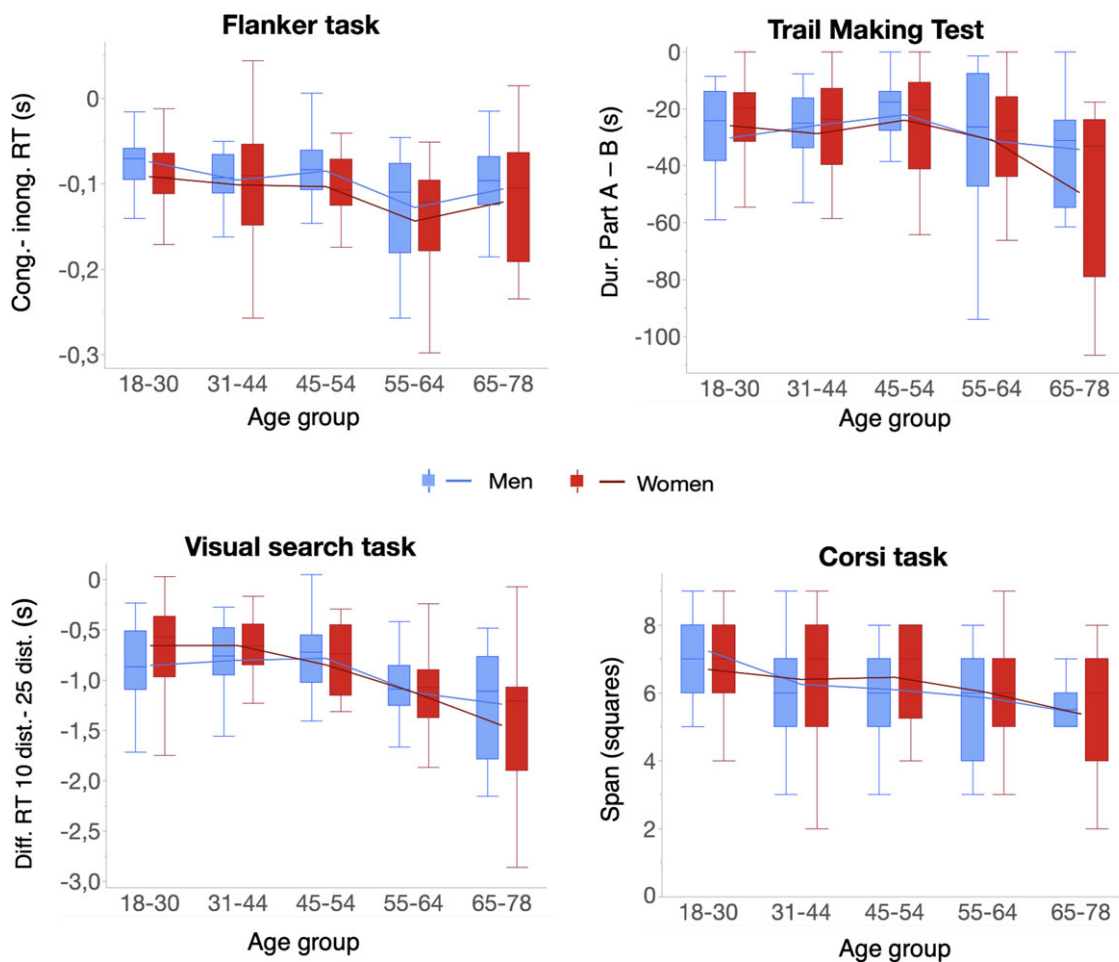 Flanker task
Cong.- inong. RT (s)
0
-0,1
-0,2
-0,3
18-30 31-44 45-54 55-64 65-78
Age group
Trail Making Test
Dur. Part A – B (s)
0
-20
-40
-60
-80
-100
18-30 31-44 45-54 55-64 65-78
Age group
Men Women
Visual search task
Diff. RT 10 dist.- 25 dist. (s)
0
-0,5
-1,0
-1,5
-2,0
-2,5
-3,0
18-30 31-44 45-54 55-64 65-78
Age group
Corsi task
Span (squares)
8
6
4
2
0
18-30 31-44 45-54 55-64 65-78
Age group